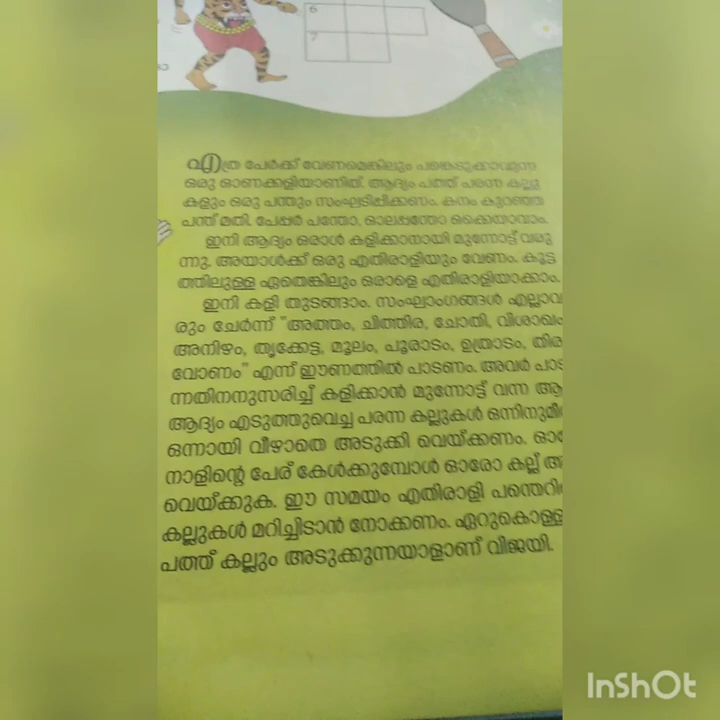 6
7
എത്ര പേർക്ക് വേണമെങ്കിലും പങ്കെടുക്കാവുന്ന
ഒരു ഓണക്കളിയാണിത്. ആദ്യം പത്ത് പരന്ന കല്ലു
കളും ഒരു പന്തും സംഘടിപ്പിക്കണം. കനം കുറഞ്ഞ
പന്ത് മതി. പേപ്പർ പന്തോ, ഓലപ്പന്തോ ഒക്കെയാവാം.
ഇനി ആദ്യം ഒരാൾ കളിക്കാനായി മുന്നോട്ട് വരു
ന്നു. അയാൾക്ക് ഒരു എതിരാളിയും വേണം. കൂട്ട
ത്തിലുള്ള ഏതെങ്കിലും ഒരാളെ എതിരാളിയാക്കാം.
ഇനി കളി തുടങ്ങാം. സംഘാംഗങ്ങൾ എല്ലാവ
രും ചേർന്ന് "അത്തം, ചിത്തിര, ചോതി, വിശാഖം
അനിഴം, തൃക്കേട്ട, മൂലം, പൂരാടം, ഉത്രാടം, തിരു
വോണം" എന്ന് ഈണത്തിൽ പാടണം. അവർ പാടു
ന്നതിനനുസരിച്ച് കളിക്കാൻ മുന്നോട്ട് വന്ന ആ
ആദ്യം എടുത്തുവെച്ച പരന്ന കല്ലുകൾ ഒന്നിനുമീ
ഒന്നായി വീഴാതെ അടുക്കി വെയ്ക്കണം. ഓരോ
നാളിന്റെ പേര് കേൾക്കുമ്പോൾ ഓരോ കല്ല് അ
വെയ്ക്കുക. ഈ സമയം എതിരാളി പന്തെറി
കല്ലുകൾ മറിച്ചിടാൻ നോക്കണം. ഏറുകൊള്ള
പത്ത് കല്ലും അടുക്കുന്നയാളാണ് വിജയി.
InShOt